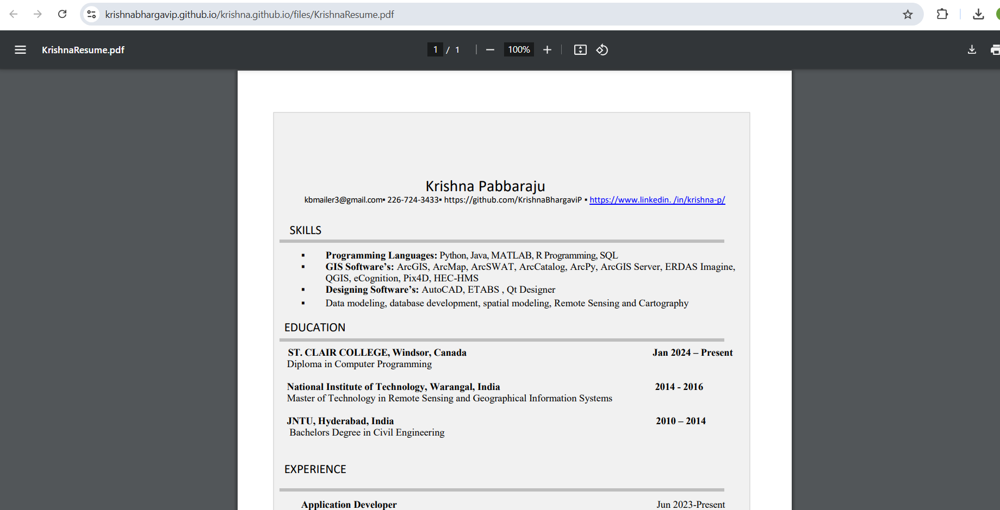 krishnabhargavip.github.io/krishna.github.io/files/KrishnaResume.pdf
KrishnaResume.pdf
1 / 1
100%
Krishna Pabbaraju
kbmailer3@gmail.com▪ 226-724-3433▪ https://github.com/KrishnaBhargaviP ▪ https://www.linkedin. /in/krishna-p/
SKILLS
▪ Programming Languages: Python, Java, MATLAB, R Programming, SQL
▪ GIS Software’s: ArcGIS, ArcMap, ArcSWAT, ArcCatalog, ArcPy, ArcGIS Server, ERDAS Imagine,
QGIS, eCognition, Pix4D, HEC-HMS
▪ Designing Software’s: AutoCAD, ETABS , Qt Designer
▪ Data modeling, database development, spatial modeling, Remote Sensing and Cartography
EDUCATION
ST. CLAIR COLLEGE, Windsor, Canada Jan 2024 – Present
Diploma in Computer Programming
National Institute of Technology, Warangal, India 2014 - 2016
Master of Technology in Remote Sensing and Geographical Information Systems
JNTU, Hyderabad, India 2010 – 2014
Bachelors Degree in Civil Engineering
EXPERIENCE
Application Developer Jun 2023-Present